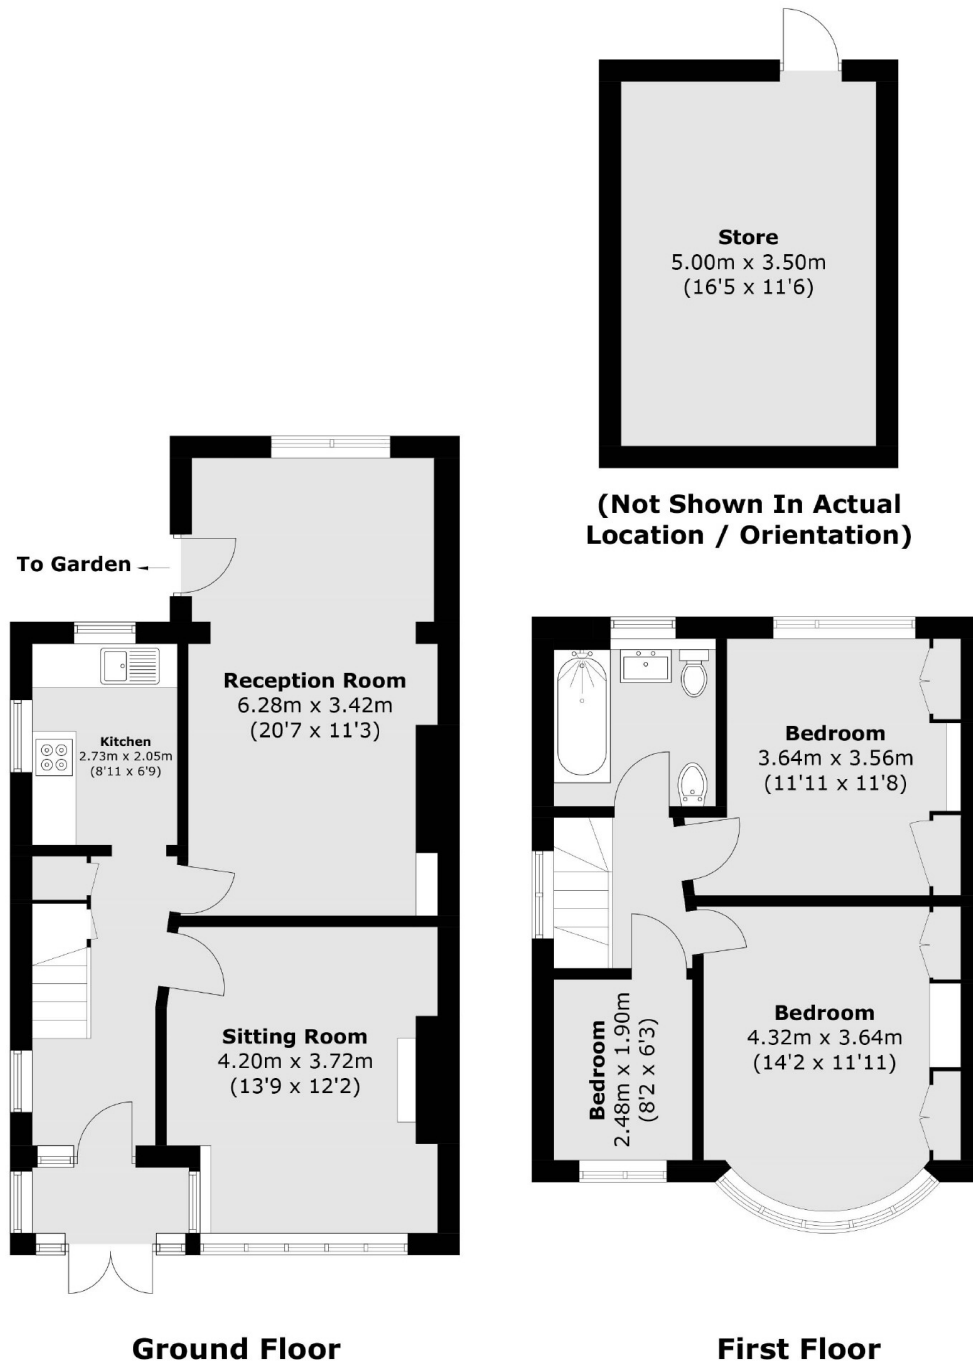 Store
5.00m x 3.50m
(16'5 x 11'6)
(Not Shown In Actual
Location / Orientation)
To Garden
Reception Room
6.28m x 3.42m
(20'7 x 11'3)
Kitchen
2.73m x 2.05m
(8'11 x 6'9)
Sitting Room
4.20m x 3.72m
(13'9 x 12'2)
Ground Floor
Bedroom
3.64m x 3.56m
(11'11 x 11'8)
Bedroom
4.32m x 3.64m
(14'2 x 11'11)
Bedroom
2.48m x 1.90m
(8'2 x 6'3)
First Floor